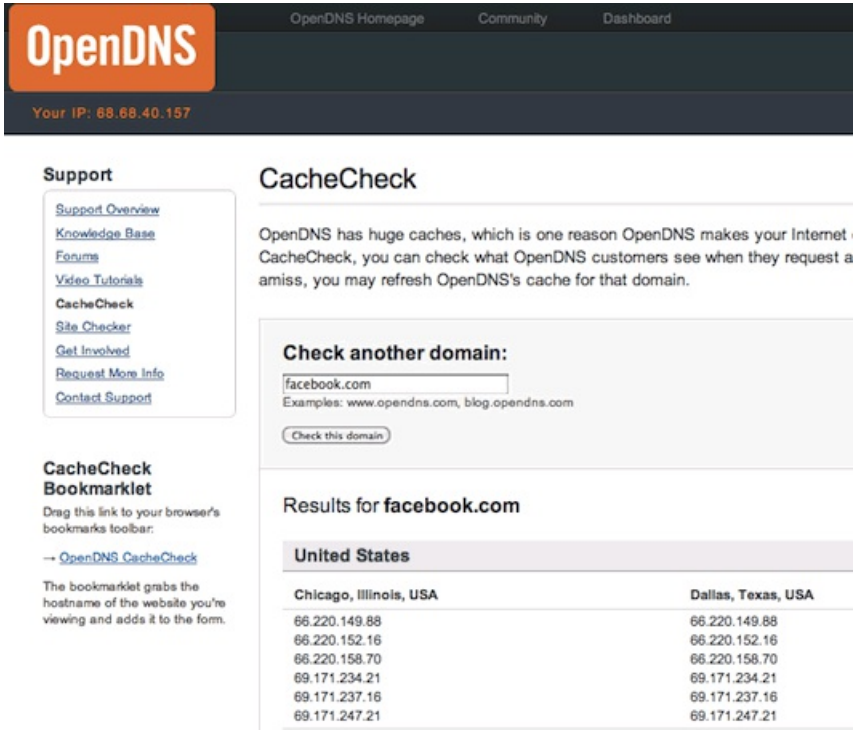 OpenDNS Homepage Community Dashboard
OpenDNS
Your IP: 68.68.40.157
Support
Support Overview
Knowledge Base
Forums
Video Tutorials
CacheCheck
Site Checker
Get Involved
Request More Info
Contact Support
CacheCheck
Bookmarklet
Drag this link to your browser's
bookmarks toolbar:
→ OpenDNS CacheCheck
The bookmarklet grabs the
hostname of the website you're
viewing and adds it to the form.
CacheCheck
OpenDNS has huge caches, which is one reason OpenDNS makes your Internet
CacheCheck, you can check what OpenDNS customers see when they request a
amiss, you may refresh OpenDNS's cache for that domain.
Check another domain:
facebook.com
Examples: www.opendns.com, blog.opendns.com
Check this domain
Results for facebook.com
United States
Chicago, Illinois, USA Dallas, Texas, USA
66.220.149.88 66.220.149.88
66.220.152.16 66.220.152.16
66.220.158.70 66.220.158.70
69.171.234.21 69.171.234.21
69.171.237.16 69.171.237.16
69.171.247.21 69.171.247.21